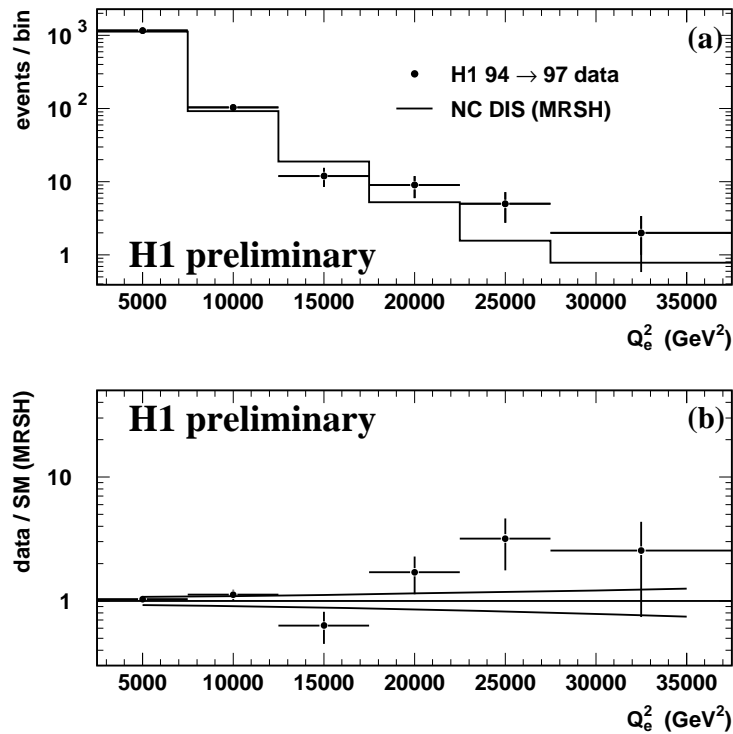 events / bin
10³
10²
10
1
(a)
H1 94 → 97 data
NC DIS (MRSH)
H1 preliminary
5000 10000 15000 20000 25000 30000 35000
Qₑ² (GeV²)
data / SM (MRSH)
10
1
H1 preliminary
(b)
5000 10000 15000 20000 25000 30000 35000
Qₑ² (GeV²)